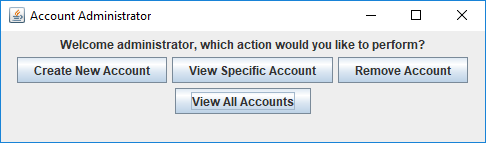 Account Administrator
Welcome administrator, which action would you like to perform?
Create New Account View Specific Account Remove Account
View All Accounts